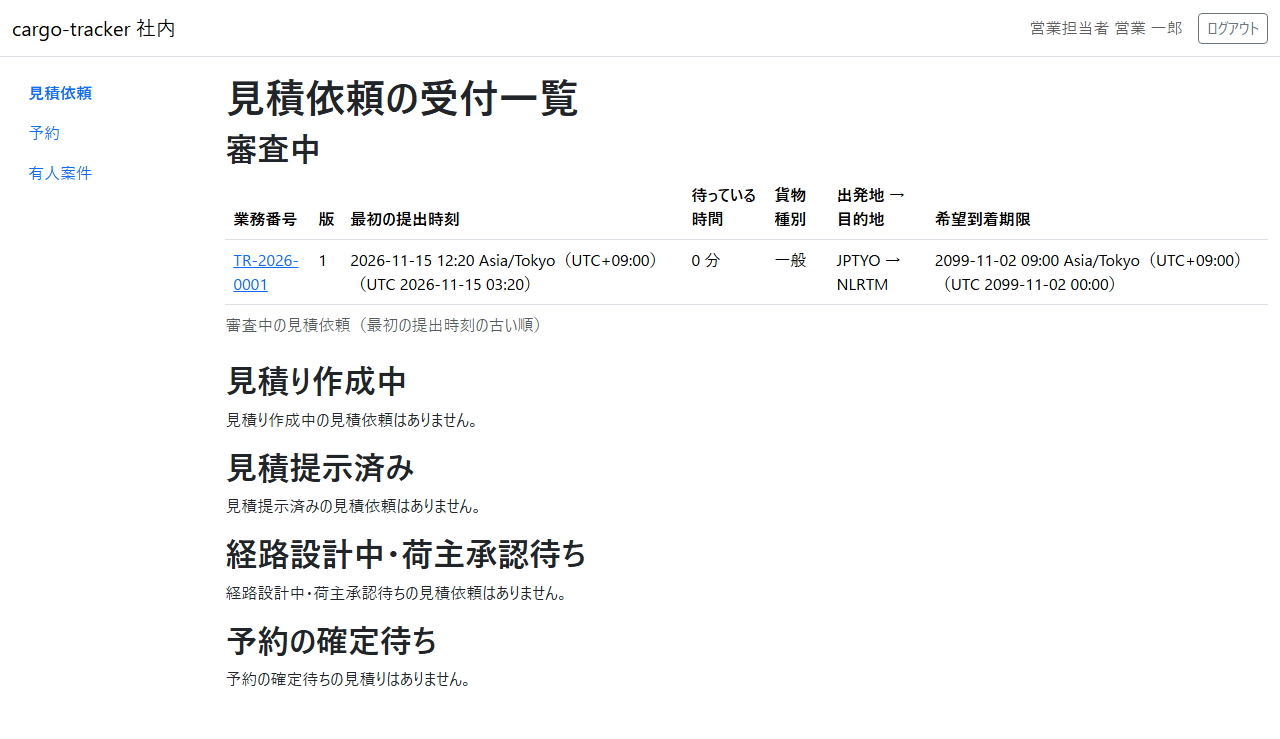 cargo-tracker 社内
営業担当者 営業 一郎
ログアウト
見積依頼
予約
有人案件
見積依頼の受付一覧
審査中
業務番号 版 最初の提出時刻 待っている時間 貨物種別 出発地 → 目的地 希望到着期限
TR-2026-0001 1 2026-11-15 12:20 Asia/Tokyo（UTC+09:00）（UTC 2026-11-15 03:20） 0 分 一般 JPTYO → NLRTM 2099-11-02 09:00 Asia/Tokyo（UTC+09:00）（UTC 2099-11-02 00:00）
審査中の見積依頼（最初の提出時刻の古い順）
見積り作成中
見積り作成中の見積依頼はありません。
見積提示済み
見積提示済みの見積依頼はありません。
経路設計中・荷主承認待ち
経路設計中・荷主承認待ちの見積依頼はありません。
予約の確定待ち
予約の確定待ちの見積りはありません。